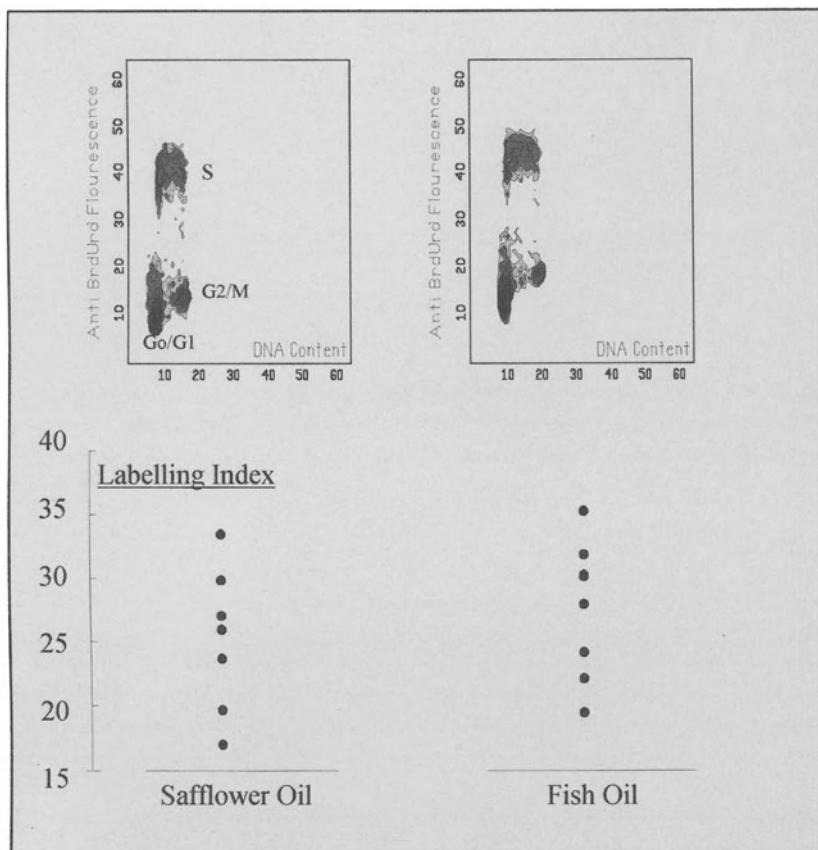 Anti BrdUrd Flourescence
60
50
40
30
20
10
S
G2/M
Go/G1
DNA Content
10 20 30 40 50 60
Anti BrdUrd Flourescence
60
50
40
30
20
10
DNA Content
10 20 30 40 50 60
Labelling Index
40
35
30
25
20
15
Safflower Oil
Fish Oil